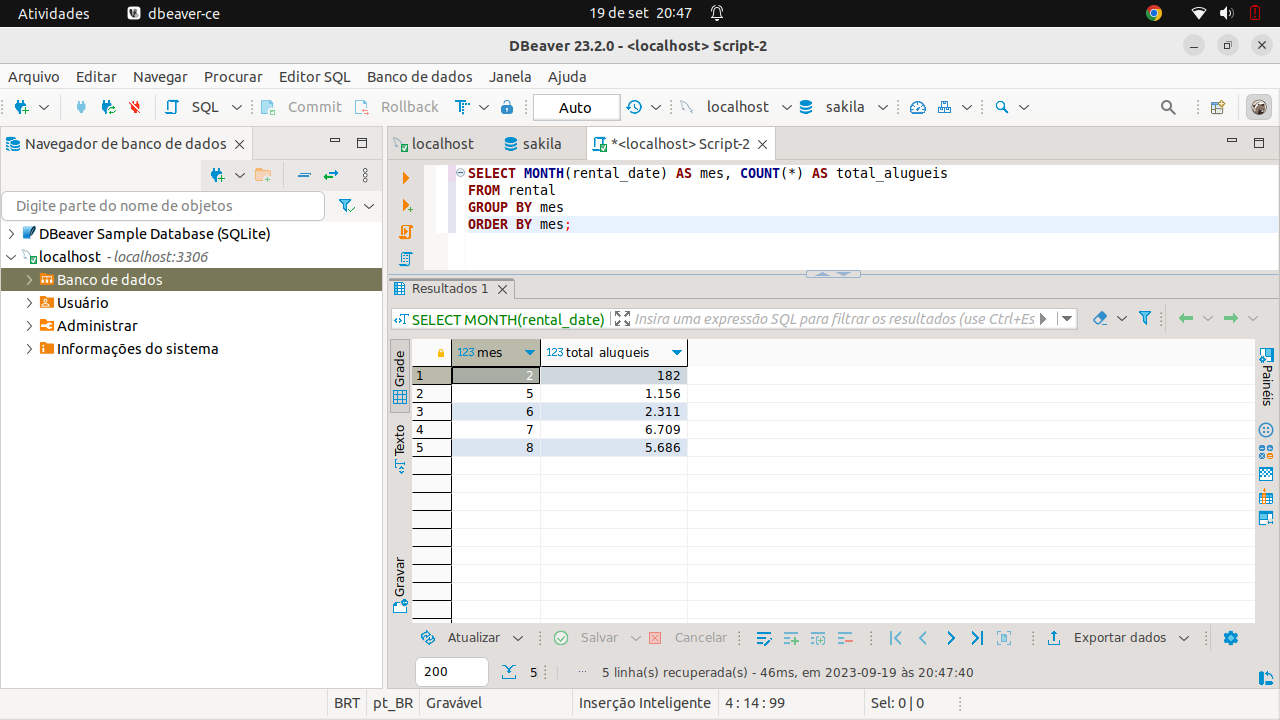 Atividades dbeaver-ce 19 de set 20:47
DBeaver 23.2.0 - <localhost> Script-2
Arquivo Editar Navegar Procurar Editor SQL Banco de dados Janela Ajuda
SQL Commit Rollback Auto localhost sakila
Navegador de banco de dados
localhost sakila *<localhost> Script-2
Digite parte do nome de objetos
DBeaver Sample Database (SQLite)
localhost - localhost:3306
Banco de dados
Usuário
Administrar
Informações do sistema
SELECT MONTH(rental_date) AS mes, COUNT(*) AS total_alugueis
FROM rental
GROUP BY mes
ORDER BY mes;
Resultados 1
SELECT MONTH(rental_date) Insira uma expressão SQL para filtrar os resultados (use Ctrl+Es
Grade
Texto
Gravar
123 mes 123 total_alugueis
1 2 182
2 5 1.156
3 6 2.311
4 7 6.709
5 8 5.686
Painéis
Atualizar Salvar Cancelar Exportar dados
200 5 ... 5 linha(s) recuperada(s) - 46ms, em 2023-09-19 às 20:47:40
BRT pt_BR Gravável Inserção Inteligente 4 : 14 : 99 Sel: 0 | 0